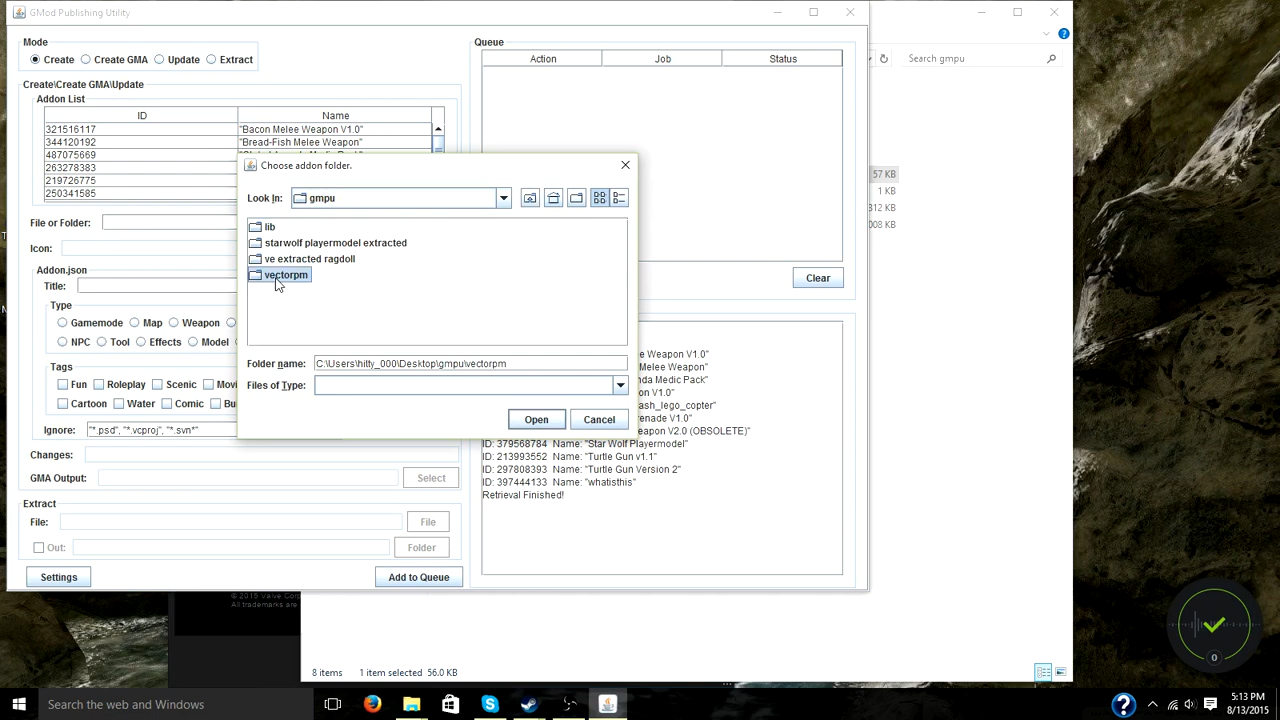 GMod Publishing Utility
Mode
Create Create GMA Update Extract
Create\Create GMA\Update
Addon List
ID Name
321516117 "Bacon Melee Weapon V1.0"
344120192 "Bread-Fish Melee Weapon"
487075669
263278383
219726775
250341585
File or Folder:
Icon:
Addon.json
Title:
Type
Gamemode Map Weapon
NPC Tool Effects Model
Tags
Fun Roleplay Scenic Movi
Cartoon Water Comic Bu
Ignore: "*.psd", "*.vcproj", "*.svn*"
Changes:
GMA Output: Select
Extract
File: File
Out: Folder
Settings Add to Queue
Choose addon folder.
Look In: gmpu
lib
starwolf playermodel extracted
ve extracted ragdoll
vectorpm
Folder name: C:\Users\hitty_000\Desktop\gmpu\vectorpm
Files of Type:
Open Cancel
Queue
Action Job Status
Clear
e Weapon V1.0"
Melee Weapon"
nda Medic Pack"
on V1.0"
ash_lego_copter"
renade V1.0"
eapon V2.0 (OBSOLETE)"
ID: 379568784 Name: "Star Wolf Playermodel"
ID: 213993552 Name: "Turtle Gun v1.1"
ID: 297808393 Name: "Turtle Gun Version 2"
ID: 397444133 Name: "whatisthis"
Retrieval Finished!
Search gmpu
57 KB
1 KB
312 KB
008 KB
© 2015 Valve Corp
All trademarks are
8 items 1 item selected 56.0 KB
0
Search the web and Windows
5:13 PM
8/13/2015